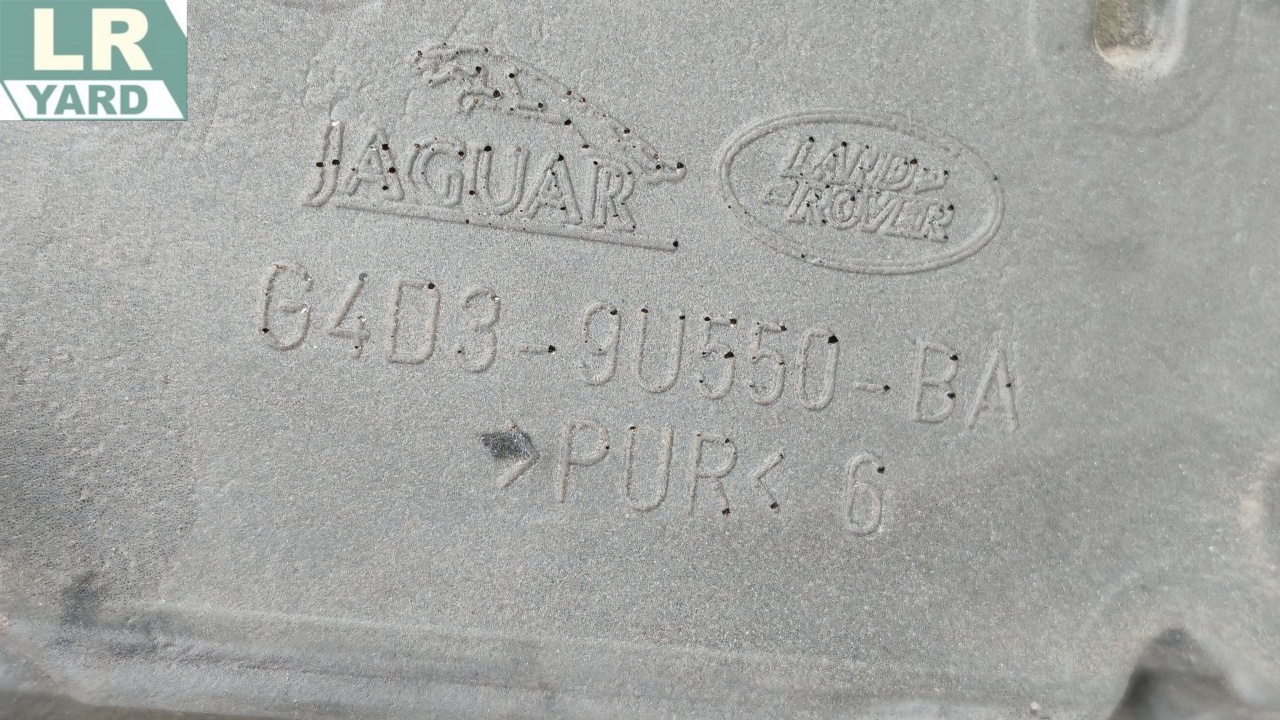 LR
YARD
JAGUAR
LAND
ROVER
G4D3-9U550-BA
>PUR< 6